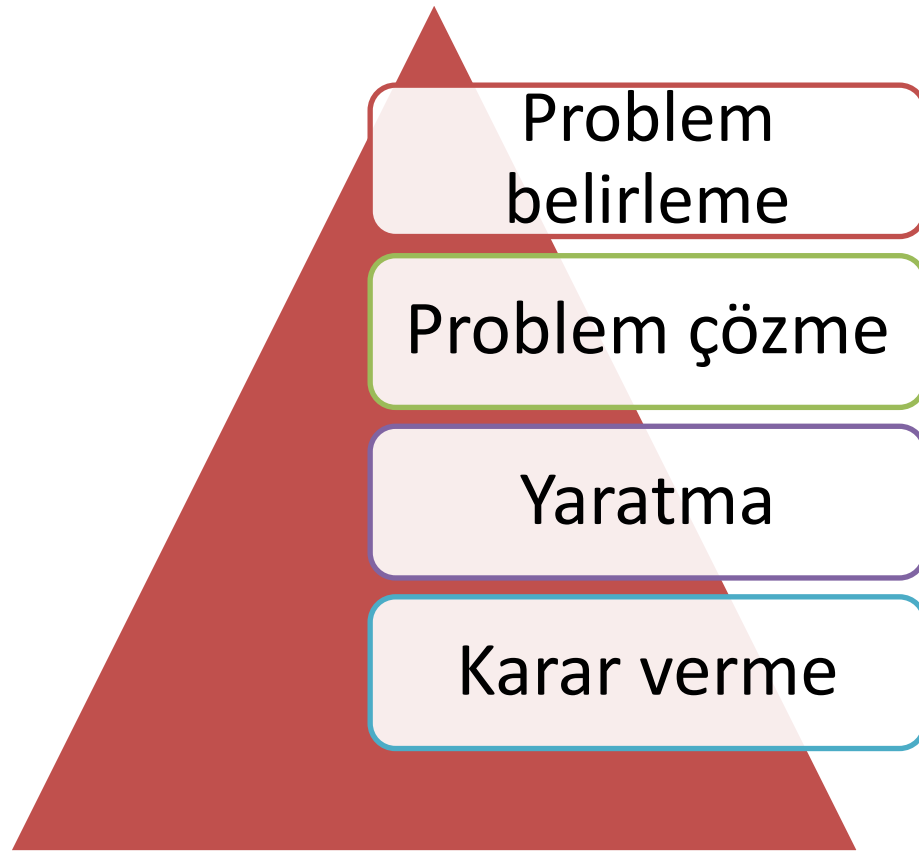 Problem
belirleme
Problem çözme
Yaratma
Karar verme